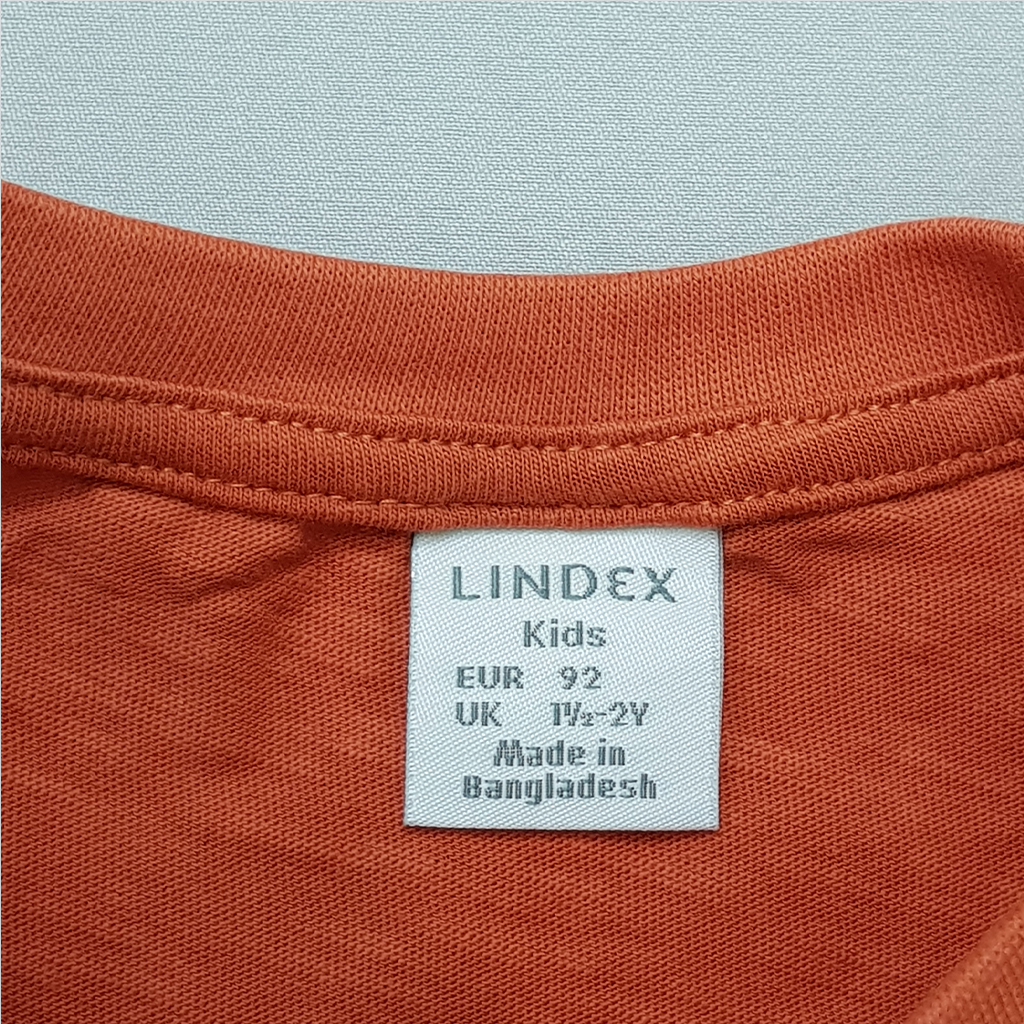 LINDEX
Kids
EUR 92
UK 1½-2Y
Made in
Bangladesh